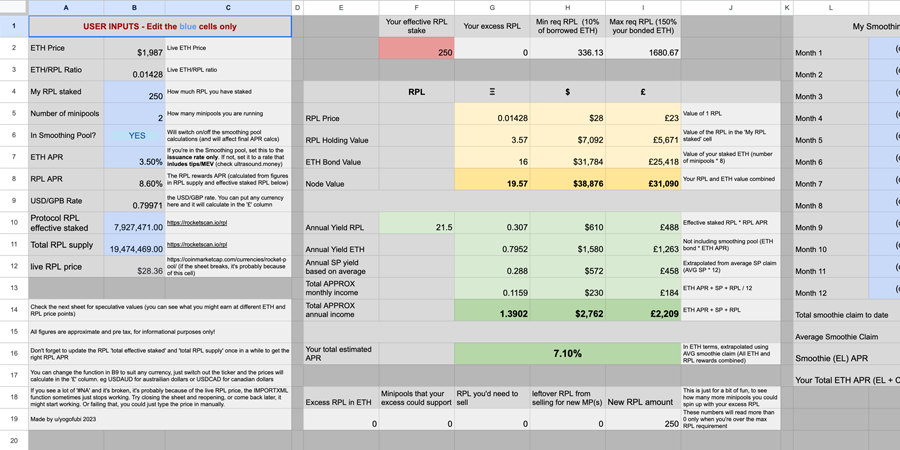 A B C D E F G H I J K L
1 USER INPUTS - Edit the blue cells only
Your effective RPL stake
Your excess RPL
Min req RPL (10% of borrowed ETH)
Max req RPL (150% your bonded ETH)
My Smoothin
2 ETH Price $1,987 Live ETH Price
250 0 336.13 1680.67
Month 1
3 ETH/RPL Ratio 0.01428 Live ETH/RPL ratio
Month 2
4 My RPL staked 250 How much RPL you have staked
RPL Ξ $ £
Month 3
5 Number of minipools 2 How many minipools you are running
RPL Price 0.01428 $28 £23 Value of 1 RPL
Month 4
6 In Smoothing Pool? YES Will switch on/off the smoothing pool calculations (and will affect final APR calcs)
RPL Holding Value 3.57 $7,092 £5,671 Value of the RPL in the 'My RPL staked' cell
Month 5
7 ETH APR 3.50% If you're in the Smoothing pool, set this to the issuance rate only. If not, set it to a rate that inludes tips/MEV (check ultrasound.money)
ETH Bond Value 16 $31,784 £25,418 Value of your staked ETH (number of minipools * 8)
Month 6
8 RPL APR 8.60% The RPL rewards APR (calculated from figures in RPL supply and effective staked RPL below)
Node Value 19.57 $38,876 £31,090 Your RPL and ETH value combined
Month 7
9 USD/GPB Rate 0.79971 the USD/GBP rate. You can put any currency here and it will calculate in the '£' column
Month 8
10 Protocol RPL effective staked 7,927,471.00 https://rocketscan.io/rpl
Annual Yield RPL 21.5 0.307 $610 £488 Effective staked RPL * RPL APR
Month 9
11 Total RPL supply 19,474,469.00 https://rocketscan.io/rpl
Annual Yield ETH 0.7952 $1,580 £1,263 Not including smoothing pool (ETH bond * ETH APR)
Month 10
12 live RPL price $28.36 https://coinmarketcap.com/currencies/rocket-pool/ (if the sheet breaks, it's probably because of this cell)
Annual SP yield based on average 0.288 $572 £458 Extrapolated from average SP claim (AVG SP * 12)
Month 11
13 Total APPROX monthly income 0.1159 $230 £184 ETH APR + SP + RPL / 12
Month 12
14 Check the next sheet for speculative values (you can see what you might earn at different ETH and RPL price points)
Total APPROX annual income 1.3902 $2,762 £2,209 ETH APR + SP + RPL
Total smoothie claim to date
15 All figures are approximate and pre tax, for informational purposes only!
Average Smoothie Claim
16 Don't forget to update the RPL 'total effective staked' and 'total RPL supply' once in a while to get the right RPL APR
Your total estimated APR 7.10% In ETH terms, extrapolated using AVG smoothie claim (All ETH and RPL rewards combined)
Smoothie (EL) APR
17 You can change the function in B9 to suit any currency, just switch out the ticker and the prices will calculate in the '£' column. eg USDAUD for austrailian dollars or USDCAD for canadian dollars
Your Total ETH APR (EL + C
18 If you see a lot of '#NA' and it's broken, it's probably because of the live RPL price, the IMPORTXML function sometimes just stops working. Try closing the sheet and reopening, or come back later, it might start working. Or failing that, you could just type the price in manually.
Excess RPL in ETH
Minipools that your excess could support
RPL you'd need to sell
leftover RPL from selling for new MP(s)
New RPL amount
This is just for a bit of fun, to see how many more minipools you could spin up with your excess RPL
19 Made by u/yogofubi 2023
0 0 0 0 250 These numbers will read more than 0 only when you're over the max RPL requirement
20